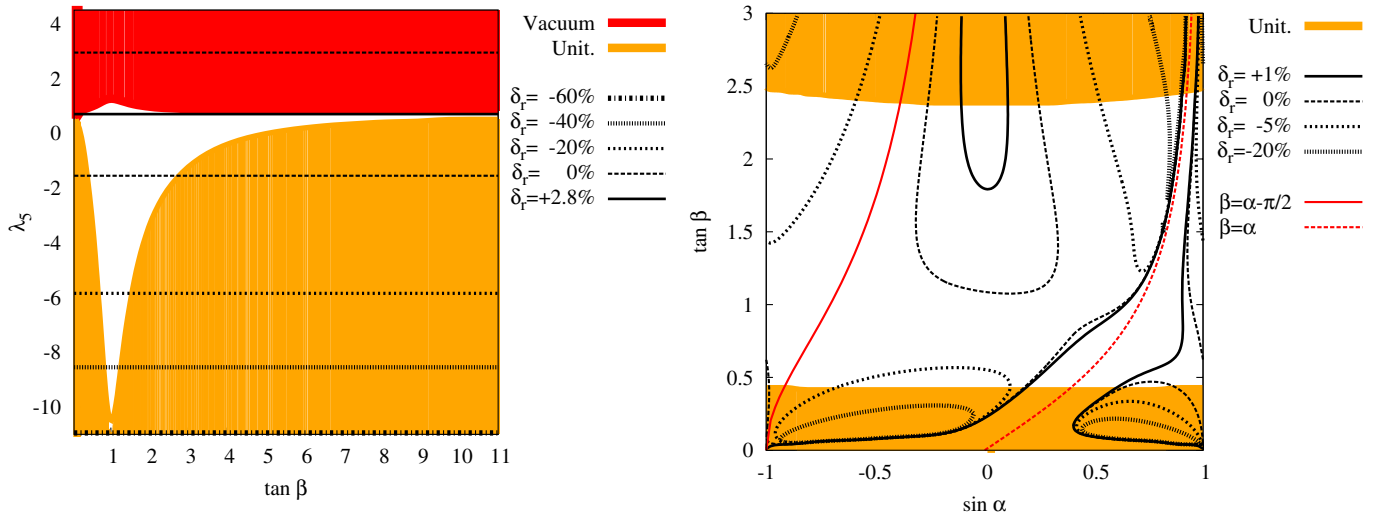 4
2
0
-2
-4
-6
-8
-10
λ5
1 2 3 4 5 6 7 8 9 10 11
tan β
Vacuum
Unit.
δr= -60%
δr= -40%
δr= -20%
δr= 0%
δr=+2.8%
3
2.5
2
1.5
1
0.5
0
tan β
-1 -0.5 0 0.5 1
sin α
Unit.
δr= +1%
δr= 0%
δr= -5%
δr=-20%
β=α-π/2
β=α